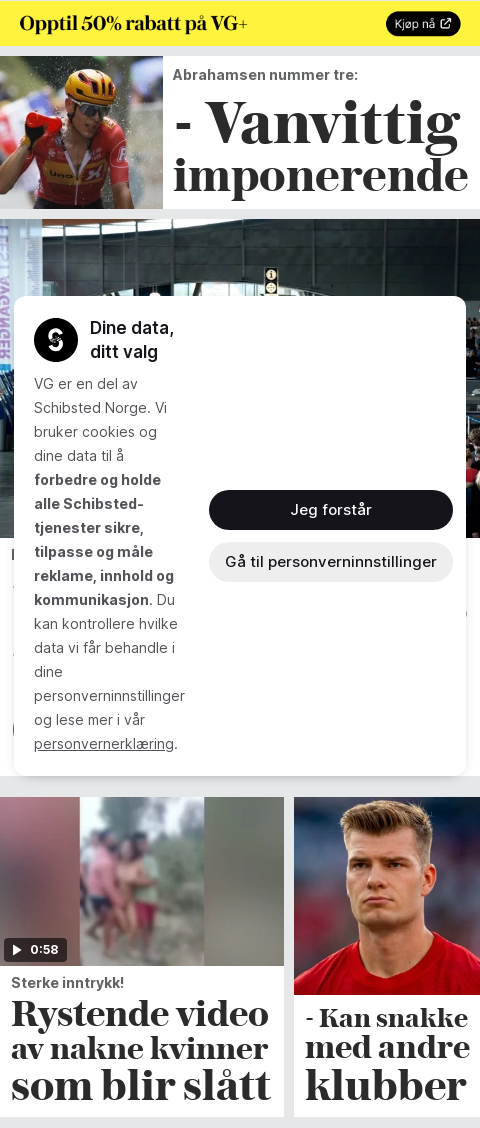 Opptil 50% rabatt på VG+
Kjøp nå
Abrahamsen nummer tre:
- Vanvittig
imponerende
Dine data,
ditt valg
VG er en del av
Schibsted Norge. Vi
bruker cookies og
dine data til å
forbedre og holde
alle Schibsted-
tjenester sikre,
tilpasse og måle
reklame, innhold og
kommunikasjon. Du
kan kontrollere hvilke
data vi får behandle i
dine
personverninnstillinger
og lese mer i vår
personvernerklæring.
Jeg forstår
Gå til personverninnstillinger
0:58
Sterke inntrykk!
Rystende video
av nakne kvinner
som blir slått
- Kan snakke
med andre
klubber